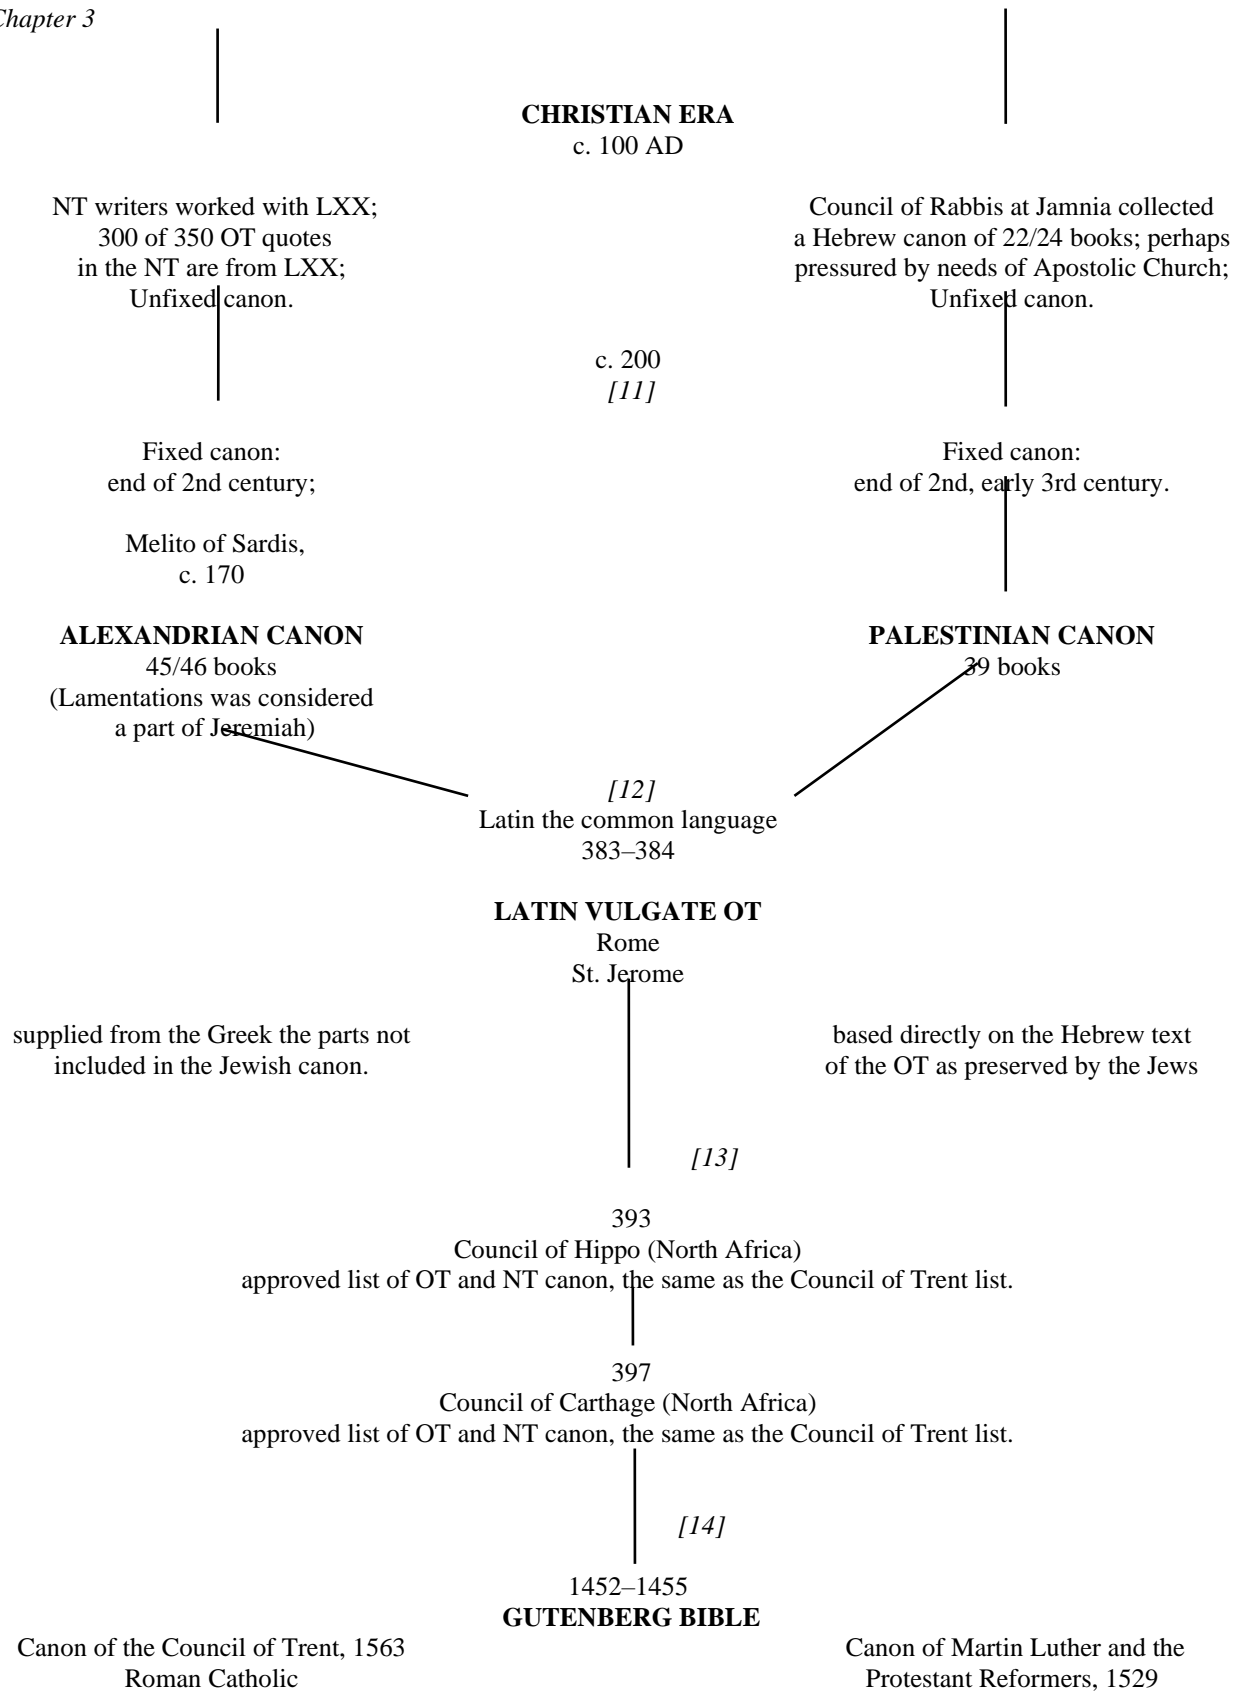 Chapter 3
CHRISTIAN ERA
c. 100 AD
NT writers worked with LXX;
300 of 350 OT quotes
in the NT are from LXX;
Unfixed canon.
Council of Rabbis at Jamnia collected
a Hebrew canon of 22/24 books; perhaps
pressured by needs of Apostolic Church;
Unfixed canon.
c. 200
[11]
Fixed canon:
end of 2nd century;
Melito of Sardis,
c. 170
Fixed canon:
end of 2nd, early 3rd century.
ALEXANDRIAN CANON
45/46 books
(Lamentations was considered
a part of Jeremiah)
PALESTINIAN CANON
39 books
[12]
Latin the common language
383–384
LATIN VULGATE OT
Rome
St. Jerome
supplied from the Greek the parts not
included in the Jewish canon.
based directly on the Hebrew text
of the OT as preserved by the Jews
[13]
393
Council of Hippo (North Africa)
approved list of OT and NT canon, the same as the Council of Trent list.
397
Council of Carthage (North Africa)
approved list of OT and NT canon, the same as the Council of Trent list.
[14]
1452–1455
GUTENBERG BIBLE
Canon of the Council of Trent, 1563
Roman Catholic
Canon of Martin Luther and the
Protestant Reformers, 1529